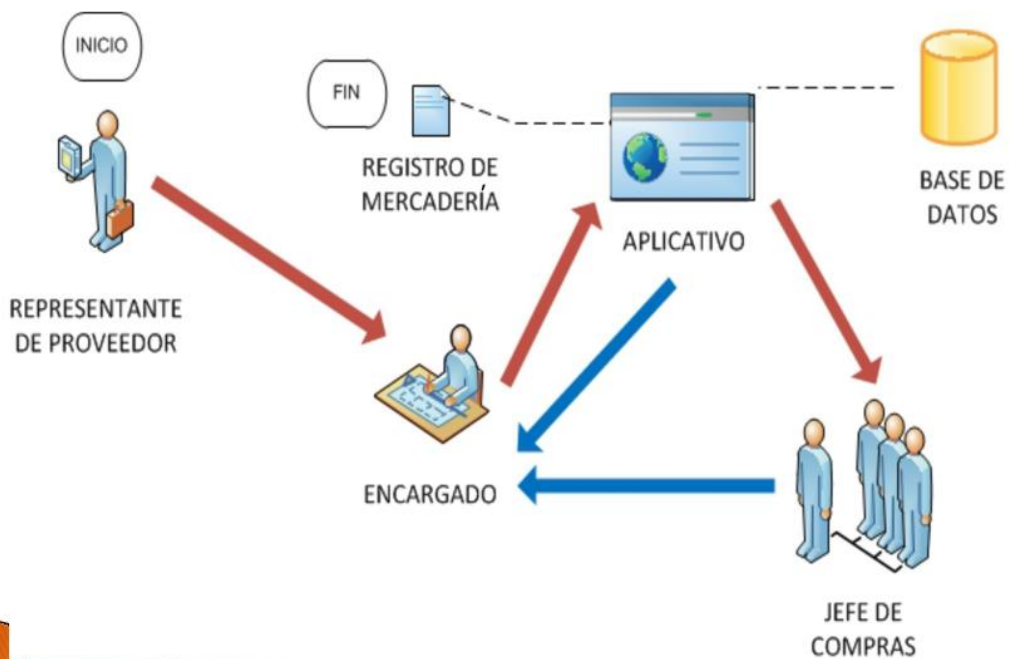 INICIO
FIN
REGISTRO DE
MERCADERÍA
APLICATIVO
BASE DE
DATOS
REPRESENTANTE
DE PROVEEDOR
ENCARGADO
JEFE DE
COMPRAS